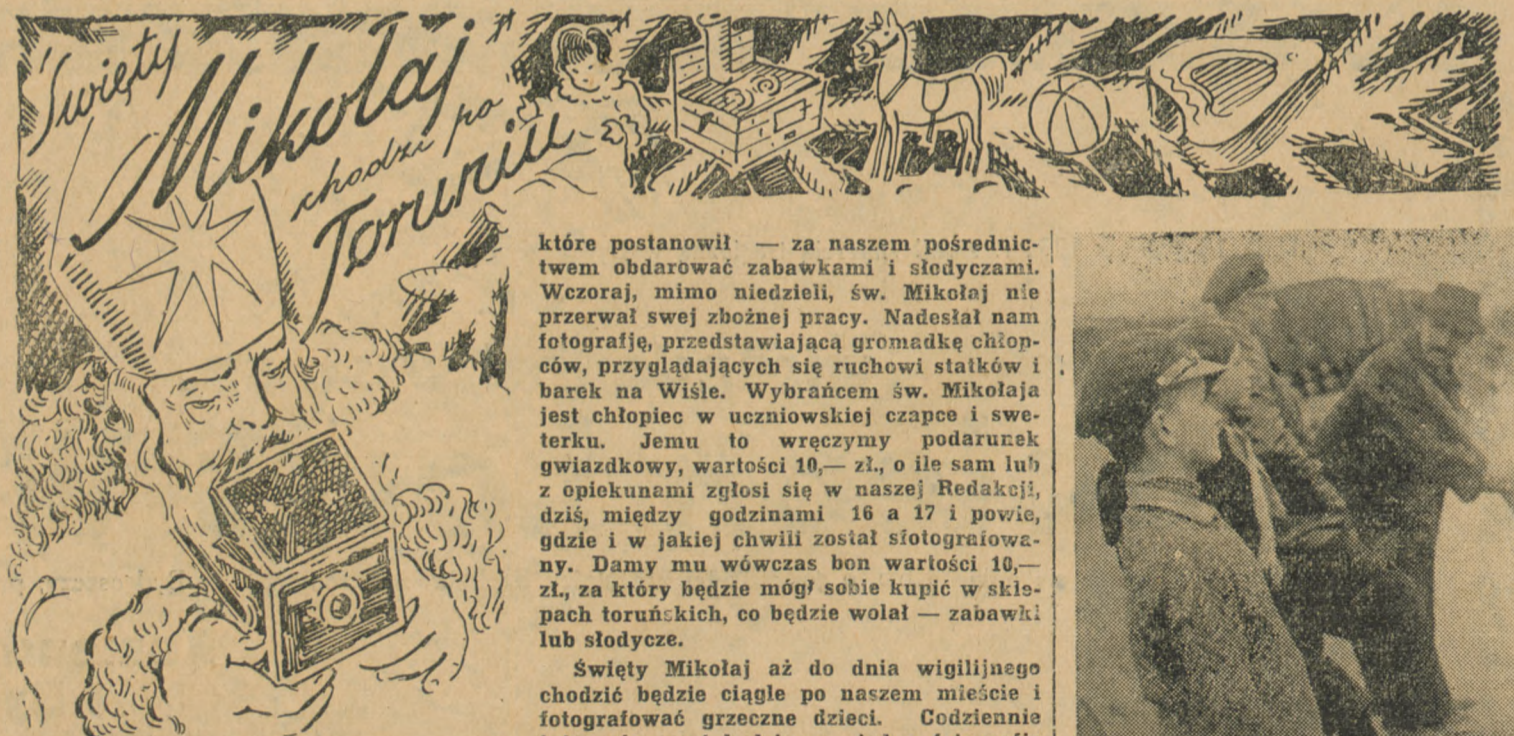 Święty
Mikołaj
chodzi po
Toruniu
które postanowił — za naszem pośrednic-
twem obdarować zabawkami i słodyczami.
Wczoraj, mimo niedzieli, św. Mikołaj nie
przerwał swej zbożnej pracy. Nadesłał nam
fotografję, przedstawiającą gromadkę chłop-
ców, przyglądających się ruchowi statków i
barek na Wiśle. Wybrańcem św. Mikołaja
jest chłopiec w uczniowskiej czapce i swe-
terku. Jemu to wręczymy podarunek
gwiazdkowy, wartości 10,— zł., o ile sam lub
z opiekunami zgłosi się w naszej Redakcji,
dziś, między godzinami 16 a 17 i powie,
gdzie i w jakiej chwili został sfotografowa-
ny. Damy mu wówczas bon wartości 10,—
zł., za który będzie mógł sobie kupić w skle-
pach toruńskich, co będzie wolał — zabawki
lub słodycze.
Święty Mikołaj aż do dnia wigilijnego
chodzić będzie ciągle po naszem mieście i
fotografować grzeczne dzieci. Codziennie